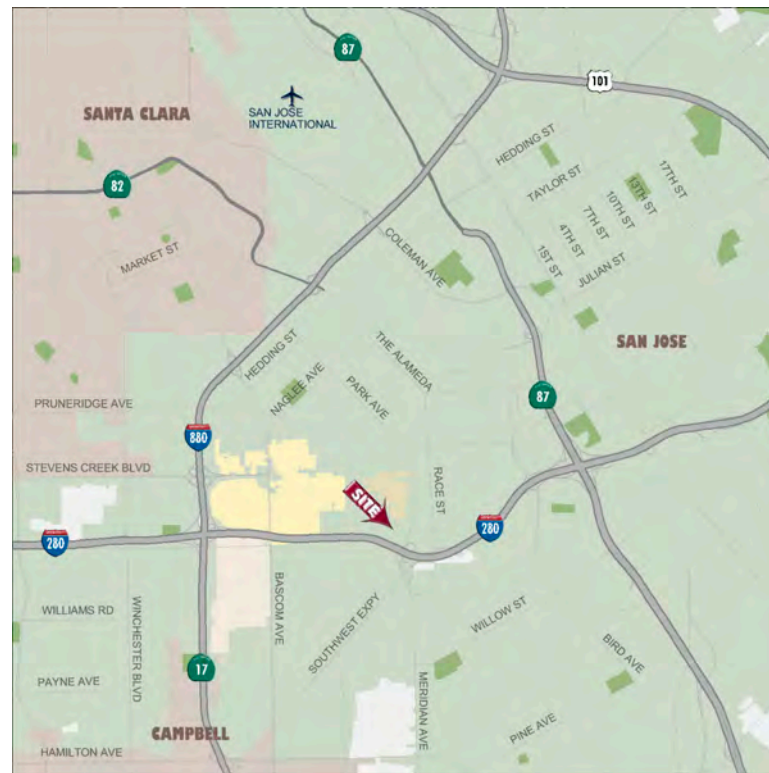 87
101
SANTA CLARA
SAN JOSE
INTERNATIONAL
HEDDING ST
17TH ST
TAYLOR ST
13TH ST
10TH ST
7TH ST
4TH ST
1ST ST
JULIAN ST
82
MARKET ST
COLEMAN AVE
SAN JOSE
HEDDING ST
THE ALAMEDA
NAGLEE AVE
PARK AVE
PRUNERIDGE AVE
87
880
STEVENS CREEK BLVD
RACE ST
SITE
280
280
WILLIAMS RD
WINCHESTER BLVD
BASCOM AVE
SOUTHWEST EXPY
WILLOW ST
BIRD AVE
17
PAYNE AVE
MERIDIAN AVE
CAMPBELL
PINE AVE
HAMILTON AVE